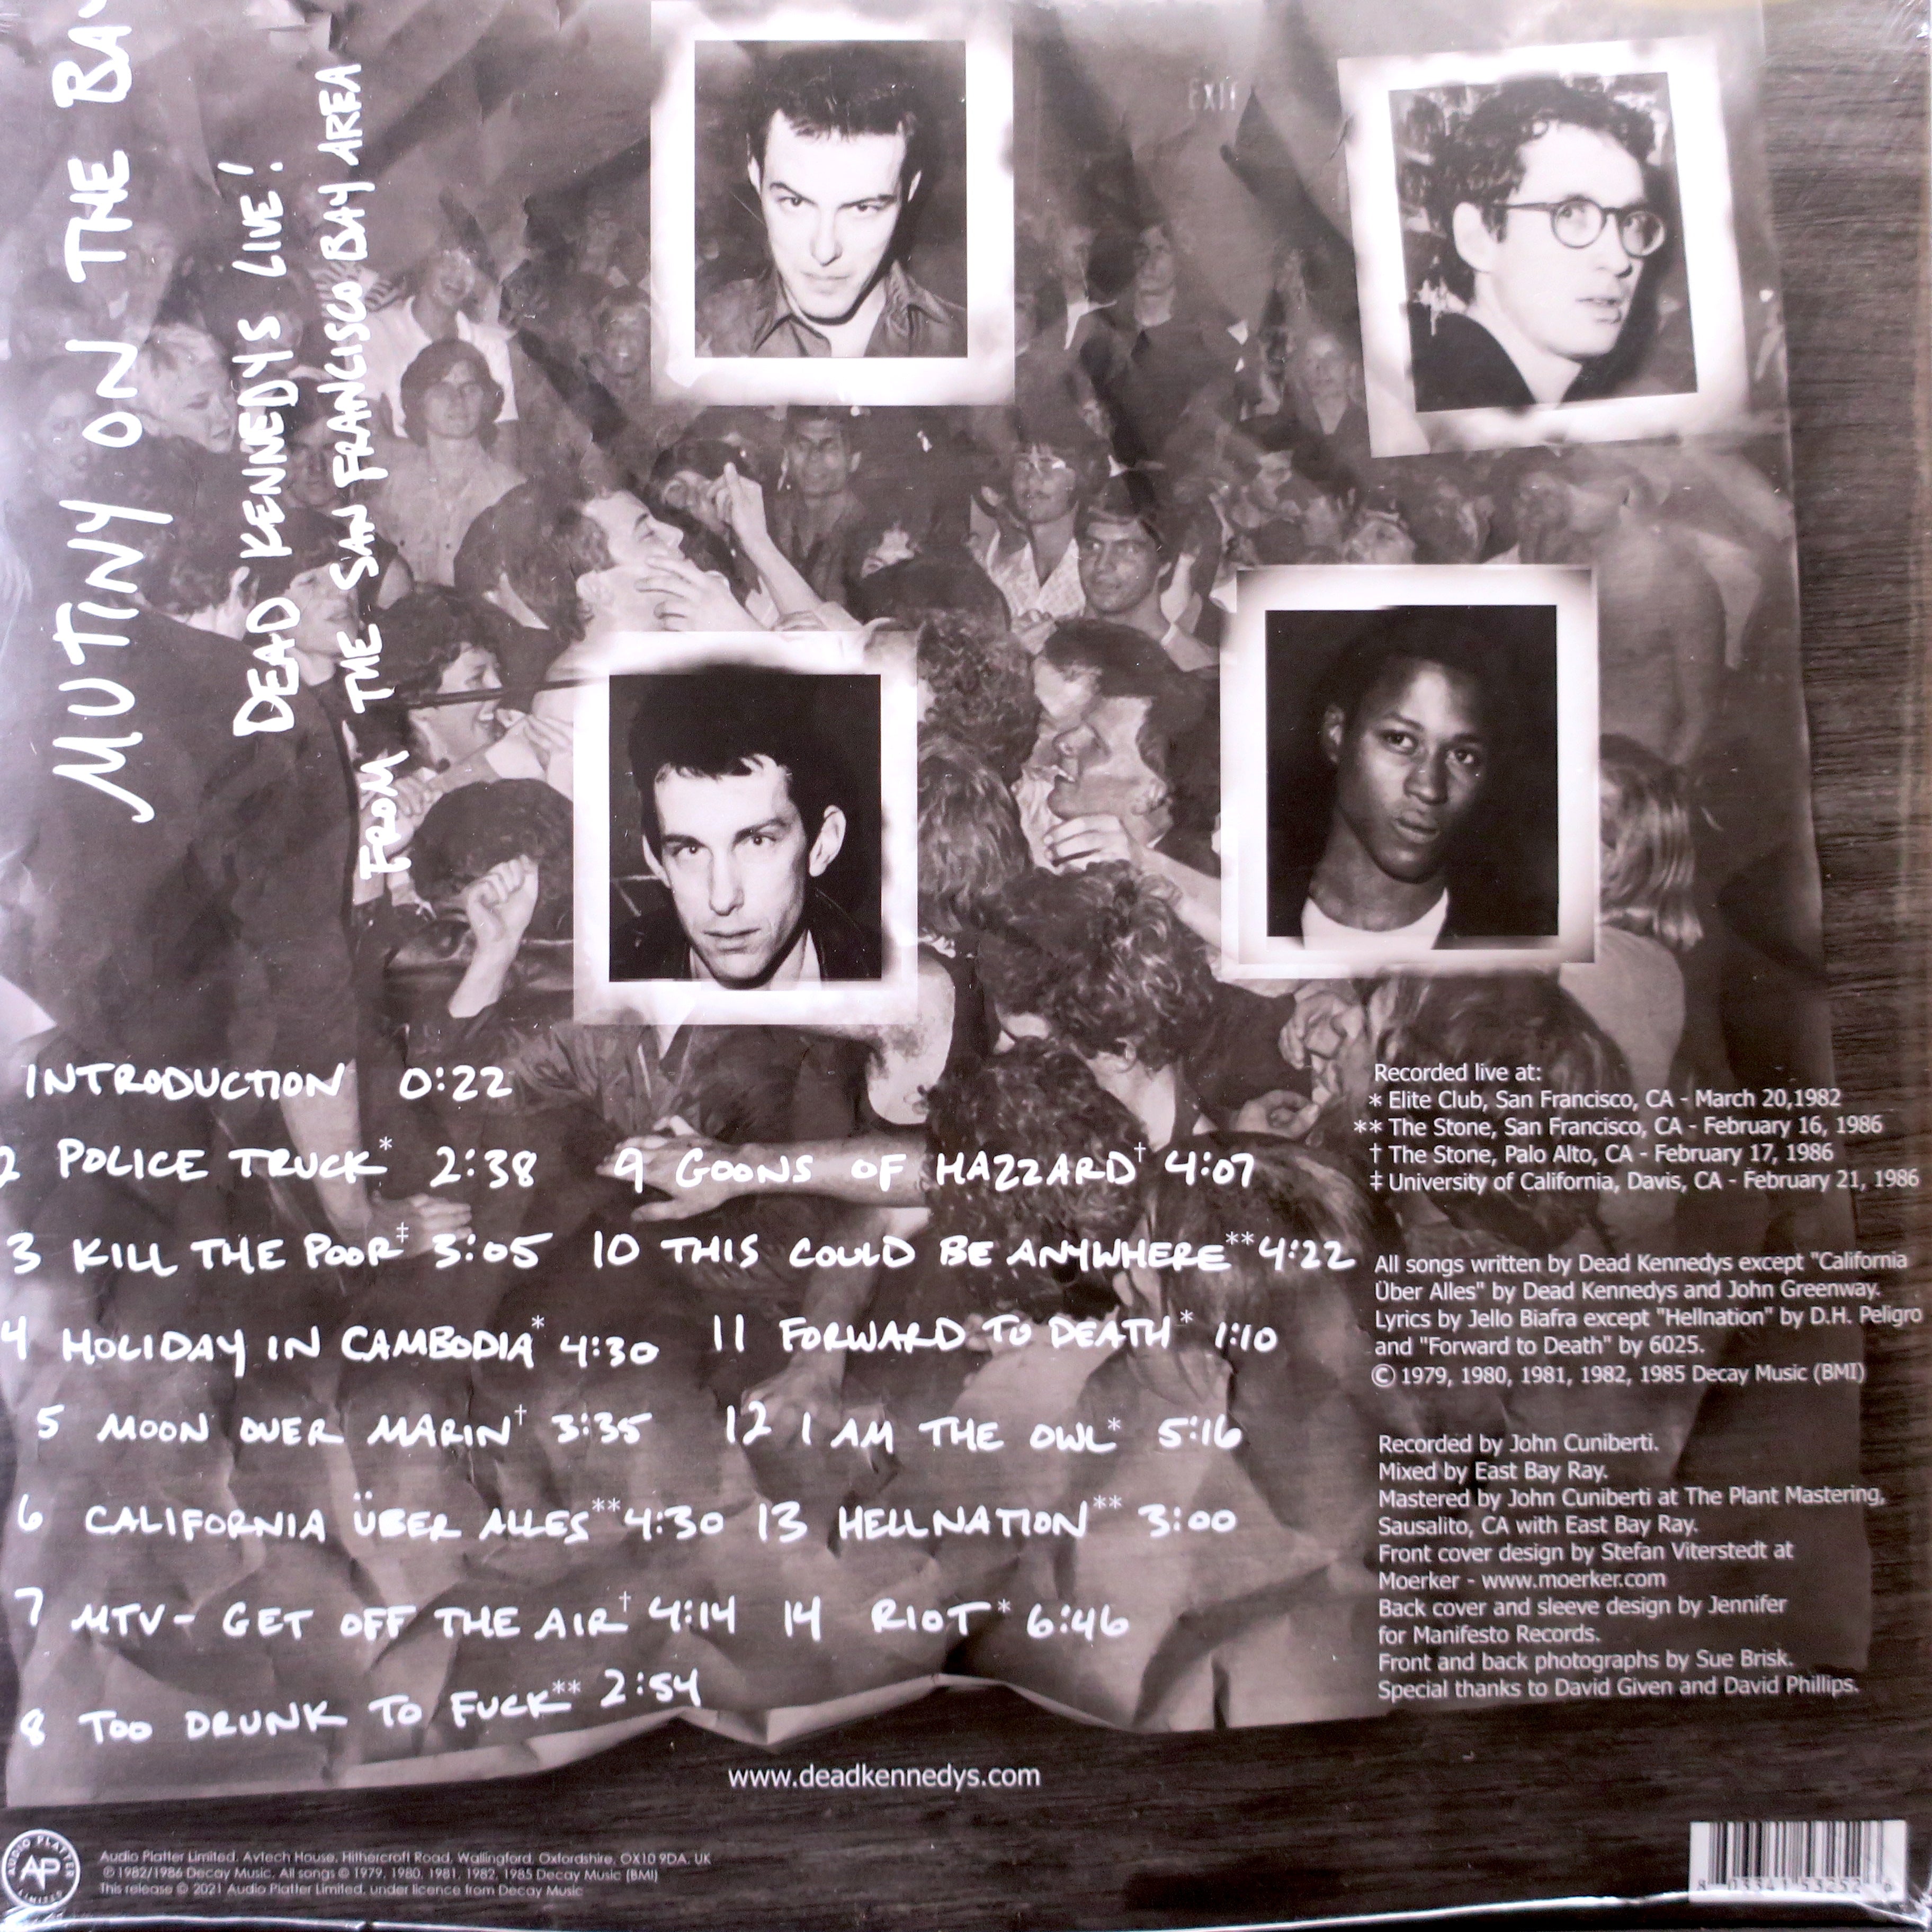 MUTINY ON THE BAY
DEAD KENNEDYS LIVE!
FROM THE SAN FRANCISCO BAY AREA
EXIT
INTRODUCTION 0:22
2 POLICE TRUCK* 2:38
3 KILL THE POOR‡ 3:05
4 HOLIDAY IN CAMBODIA* 4:30
5 MOON OVER MARIN† 3:35
6 CALIFORNIA ÜBER ALLES** 4:30
7 MTV - GET OFF THE AIR† 4:14
8 TOO DRUNK TO FUCK** 2:54
9 GOONS OF HAZZARD† 4:07
10 THIS COULD BE ANYWHERE** 4:22
11 FORWARD TO DEATH* 1:10
12 I AM THE OWL* 5:16
13 HELLNATION** 3:00
14 RIOT* 6:46
Recorded live at:
* Elite Club, San Francisco, CA - March 20,1982
** The Stone, San Francisco, CA - February 16, 1986
† The Stone, Palo Alto, CA - February 17, 1986
‡ University of California, Davis, CA - February 21, 1986
All songs written by Dead Kennedys except "California
Über Alles" by Dead Kennedys and John Greenway.
Lyrics by Jello Biafra except "Hellnation" by D.H. Peligro
and "Forward to Death" by 6025.
© 1979, 1980, 1981, 1982, 1985 Decay Music (BMI)
Recorded by John Cuniberti.
Mixed by East Bay Ray.
Mastered by John Cuniberti at The Plant Mastering,
Sausalito, CA with East Bay Ray.
Front cover design by Stefan Viterstedt at
Moerker - www.moerker.com
Back cover and sleeve design by Jennifer
for Manifesto Records.
Front and back photographs by Sue Brisk.
Special thanks to David Given and David Phillips.
www.deadkennedys.com
AUDIO PLATTER
AP
LIMITED
Audio Platter Limited, Avtech House, Hithercroft Road, Wallingford, Oxfordshire, OX10 9DA, UK
℗ 1982/1986 Decay Music. All songs © 1979, 1980, 1981, 1982, 1985 Decay Music (BMI)
This release © 2021 Audio Platter Limited, under licence from Decay Music